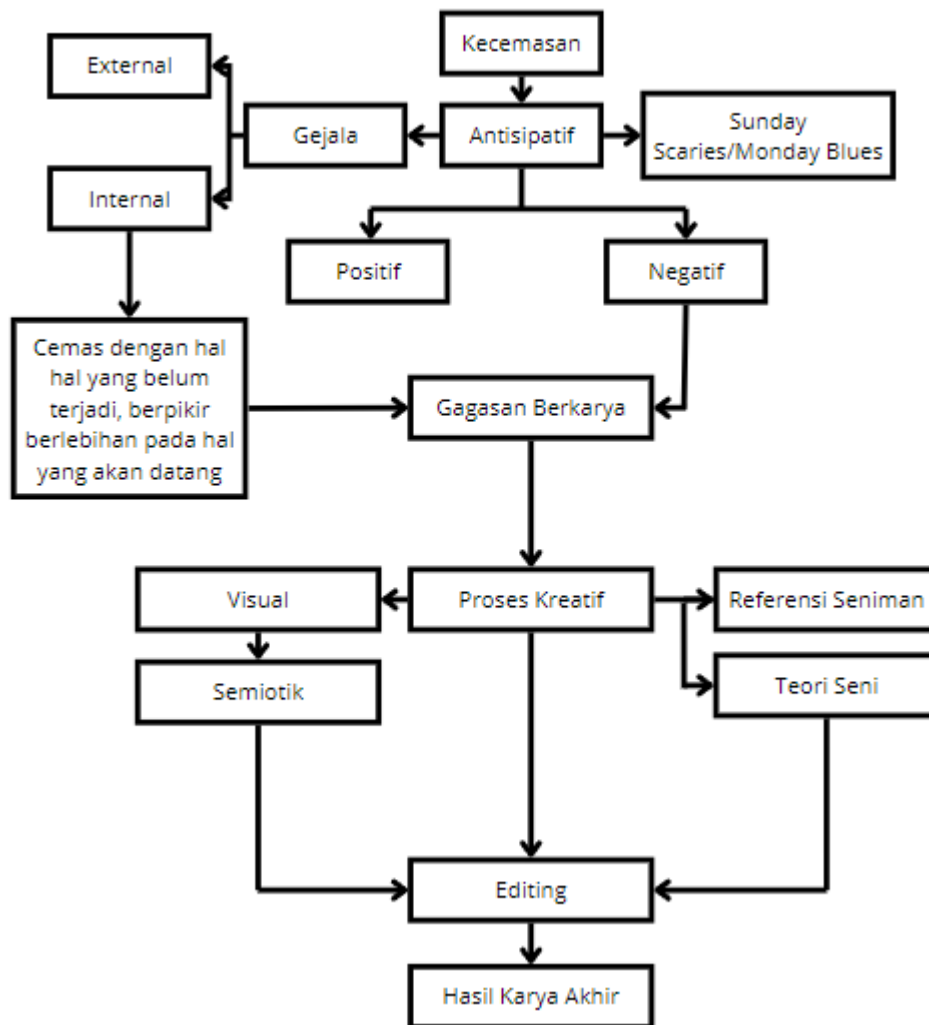 Kecemasan
External
Gejala
Antisipatif
Sunday
Scaries/Monday Blues
Internal
Positif
Negatif
Cemas dengan hal
hal yang belum
terjadi, berpikir
berlebihan pada hal
yang akan datang
Gagasan Berkarya
Visual
Proses Kreatif
Referensi Seniman
Semiotik
Teori Seni
Editing
Hasil Karya Akhir